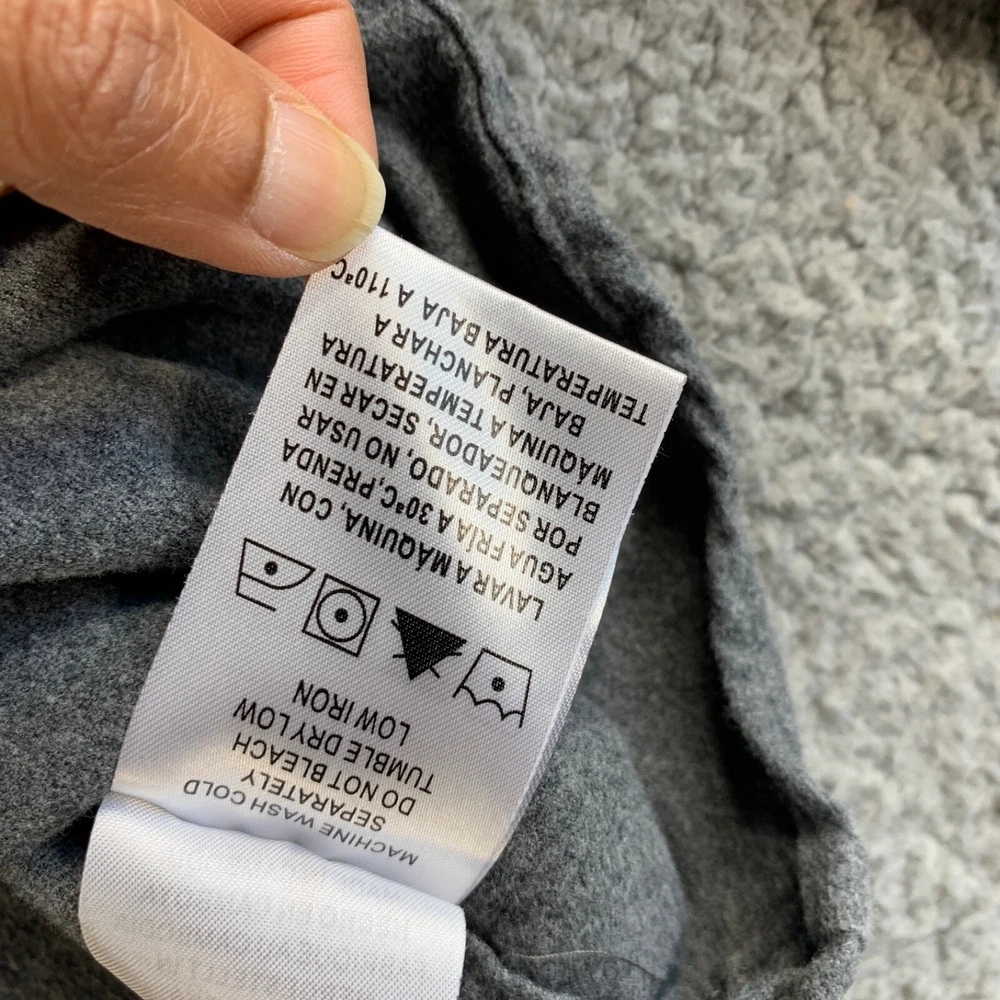 MACHINE WASH COLD
SEPARATELY
DO NOT BLEACH
TUMBLE DRY LOW
LOW IRON
LAVAR A MÁQUINA, CON
AGUA FRÍA A 30ºC,PRENDA
POR SEPARADO, NO USAR
BLANQUEADOR, SECAR EN
MÁQUINA A TEMPERATURA
BAJA, PLANCHAR A
TEMPERATURA BAJA A 110ºC